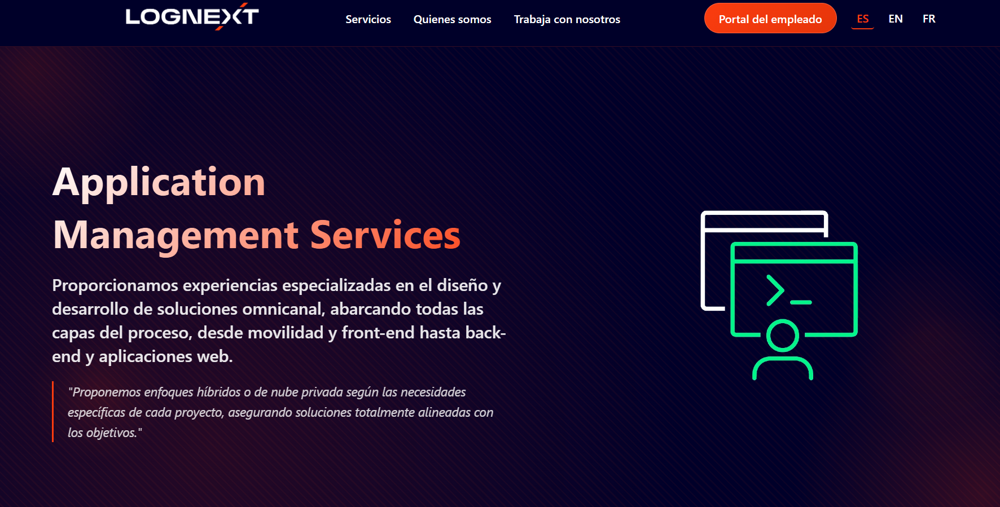 LOGNEXT
Servicios
Quienes somos
Trabaja con nosotros
Portal del empleado
ES
EN
FR
Application
Management Services
Proporcionamos experiencias especializadas en el diseño y
desarrollo de soluciones omnicanal, abarcando todas las
capas del proceso, desde movilidad y front-end hasta back-
end y aplicaciones web.
"Proponemos enfoques híbridos o de nube privada según las necesidades
específicas de cada proyecto, asegurando soluciones totalmente alineadas con
los objetivos."